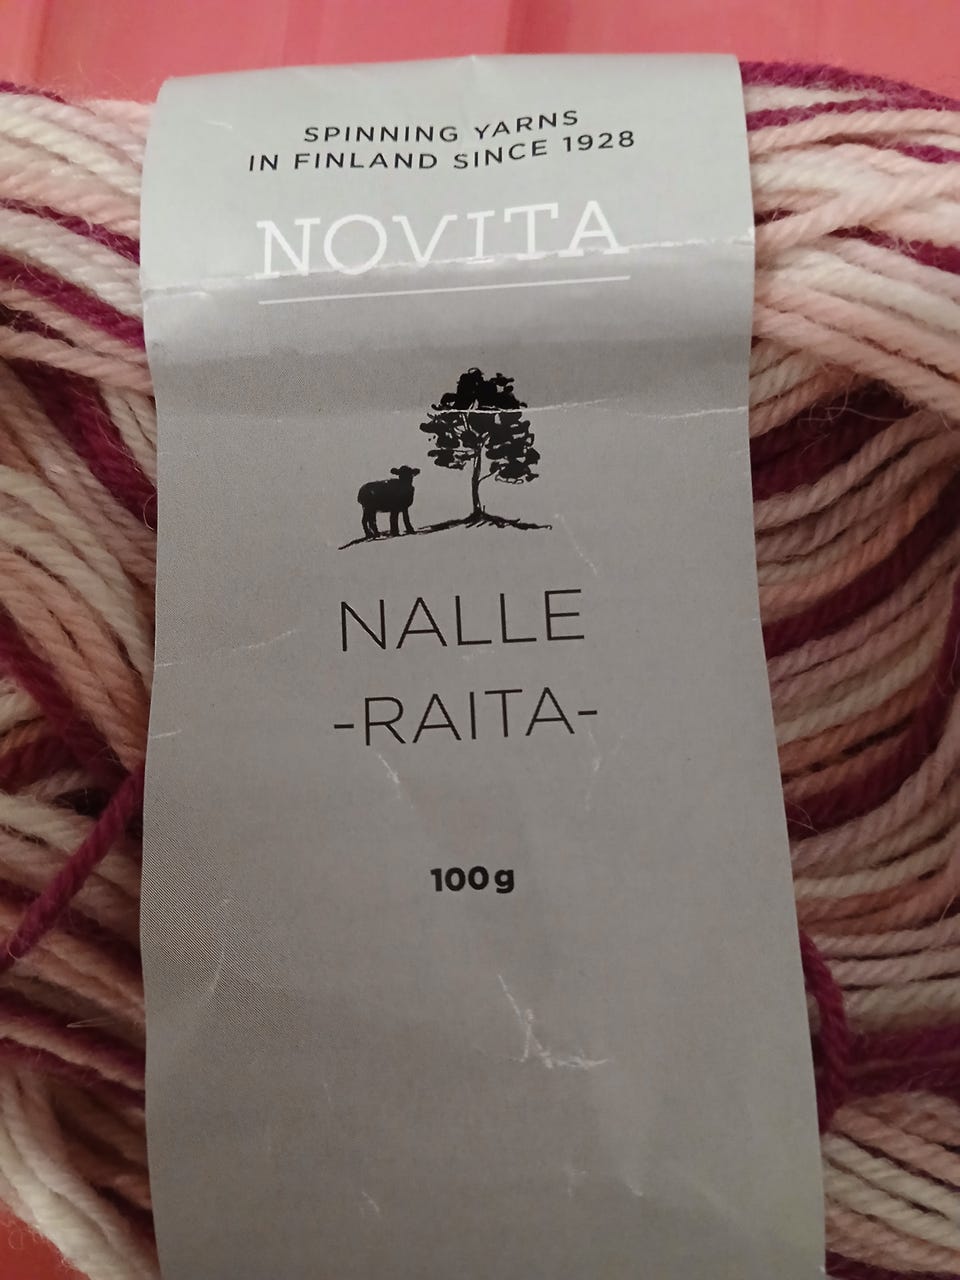 SPINNING YARNS
IN FINLAND SINCE 1928
NOVITA
NALLE
-RAITA-
100g